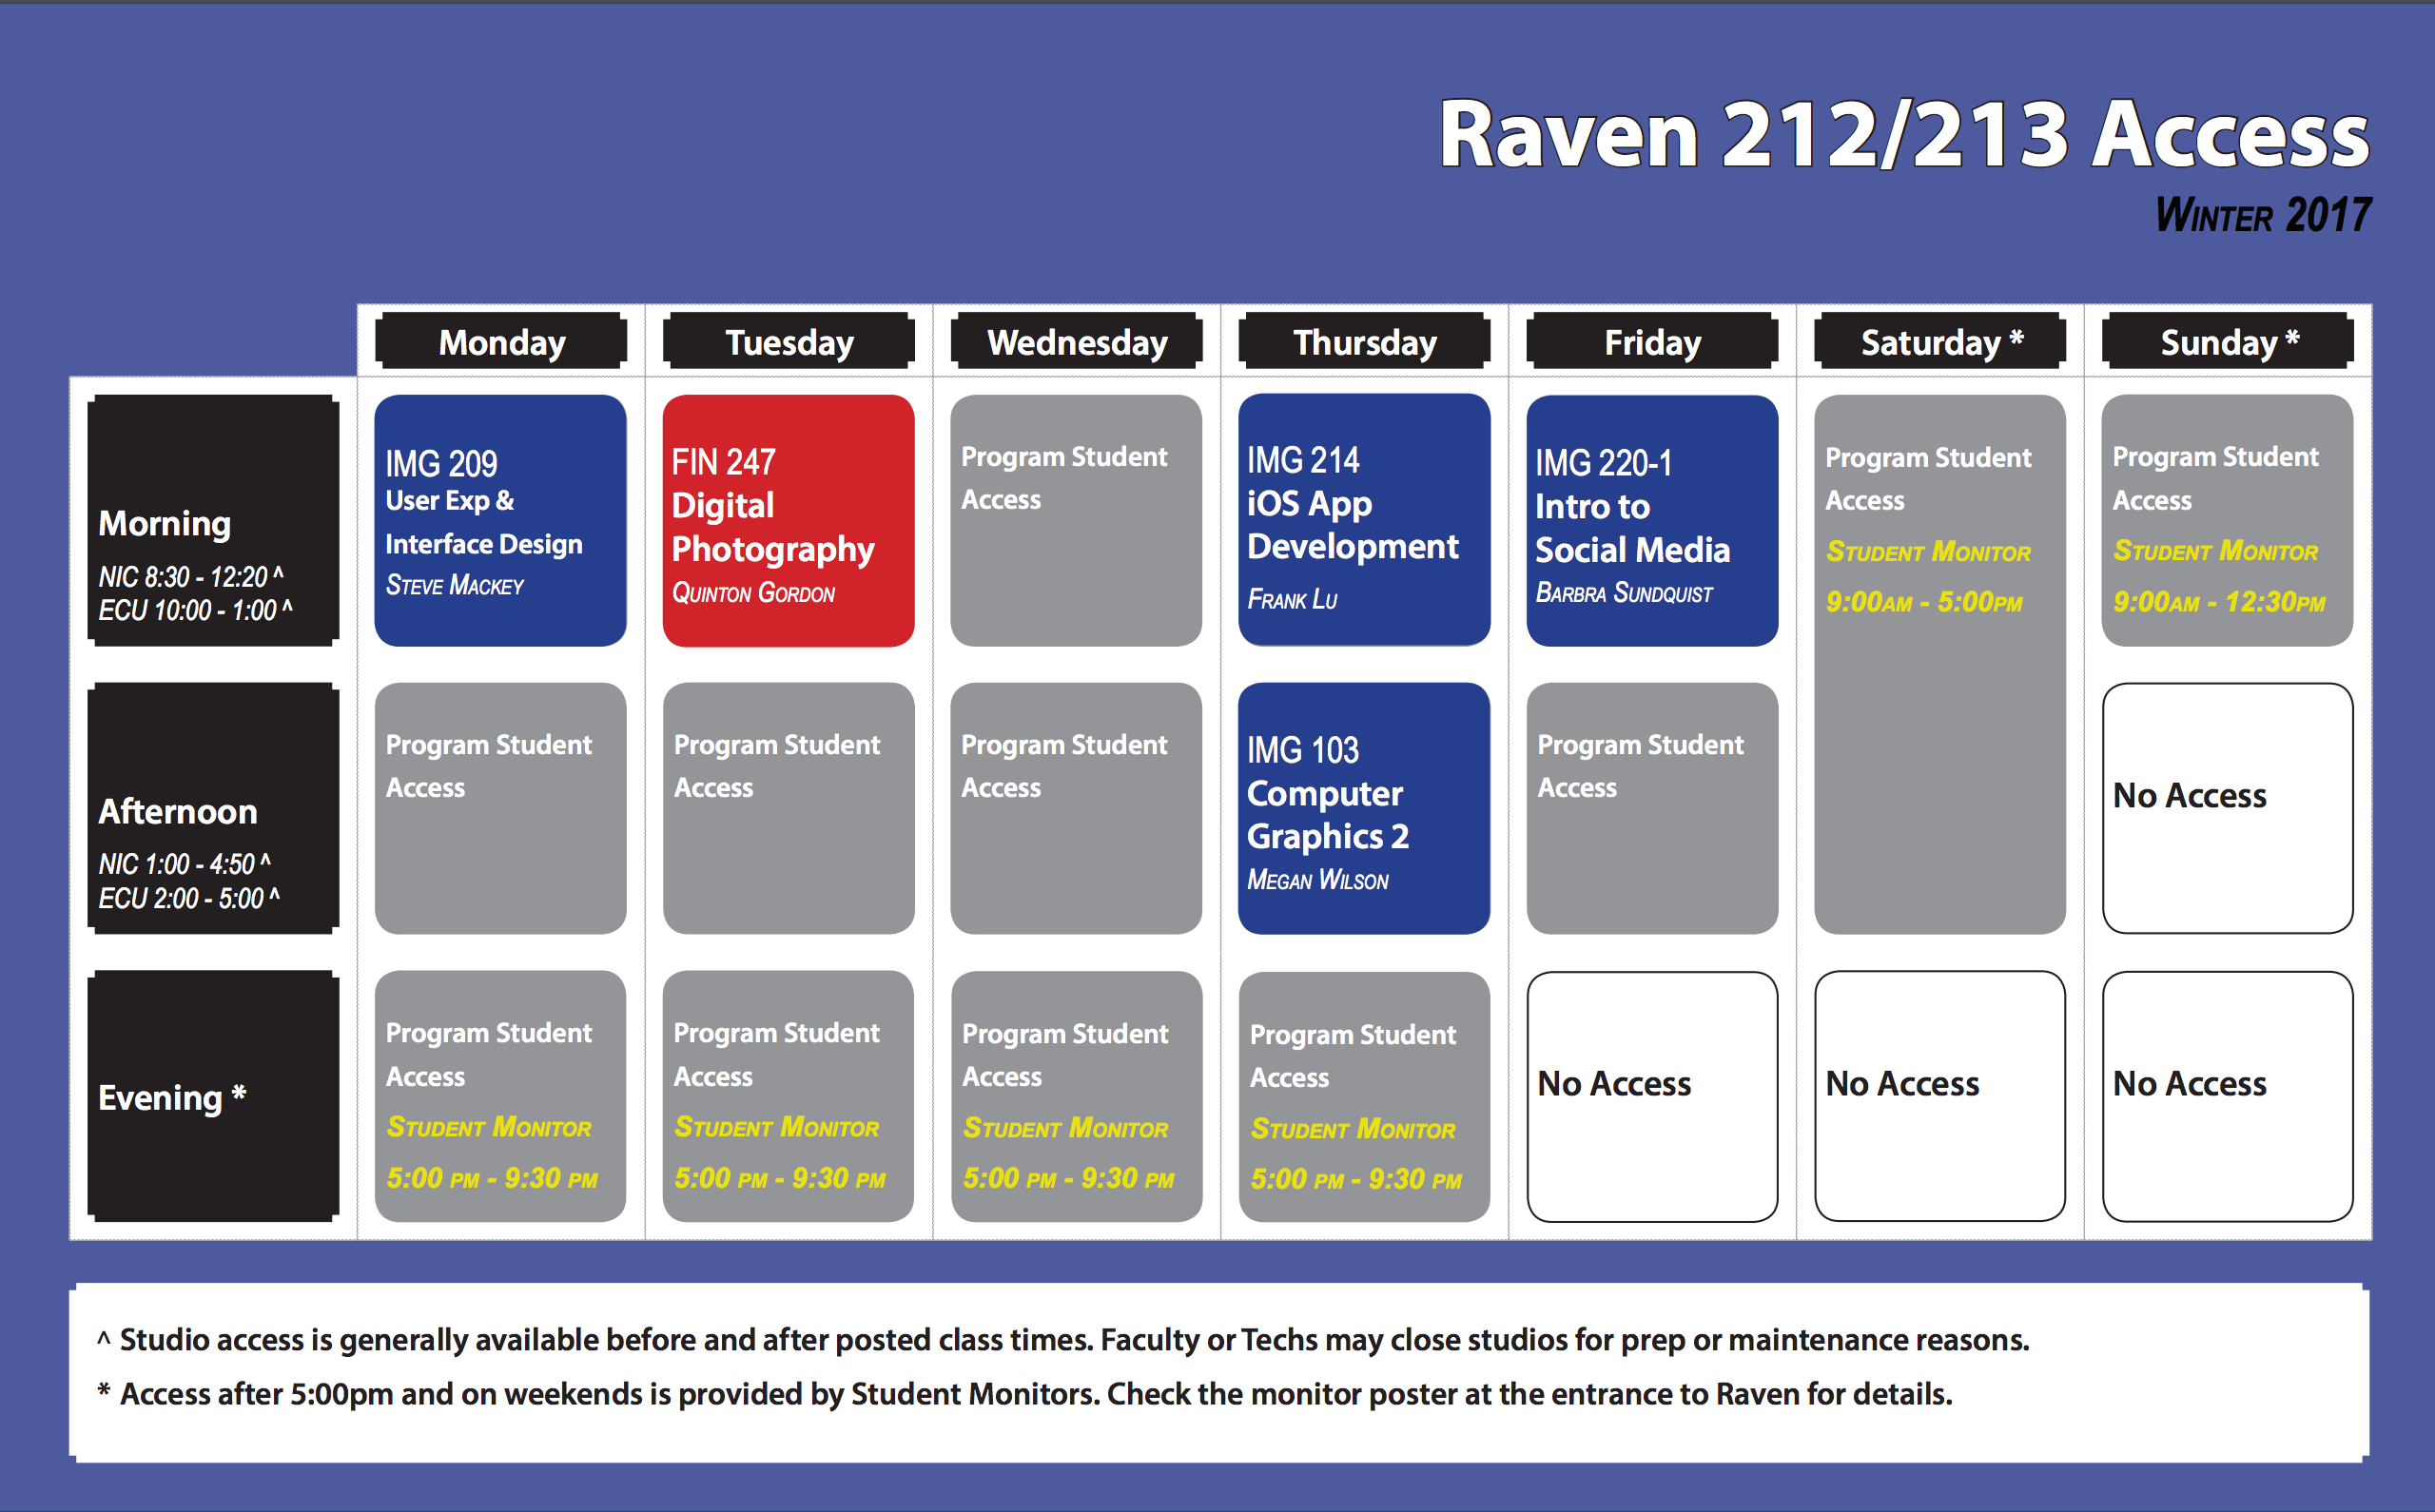 Raven 212/213 Access
Winter 2017
Monday
Tuesday
Wednesday
Thursday
Friday
Saturday *
Sunday *
Morning
NIC 8:30 - 12:20 ^
ECU 10:00 - 1:00 ^
IMG 209
User Exp &
Interface Design
Steve Mackey
FIN 247
Digital
Photography
Quinton Gordon
Program Student
Access
IMG 214
iOS App
Development
Frank Lu
IMG 220-1
Intro to
Social Media
Barbra Sundquist
Program Student
Access
Student Monitor
9:00am - 5:00pm
Program Student
Access
Student Monitor
9:00am - 12:30pm
Afternoon
NIC 1:00 - 4:50 ^
ECU 2:00 - 5:00 ^
Program Student
Access
Program Student
Access
Program Student
Access
IMG 103
Computer
Graphics 2
Megan Wilson
Program Student
Access
No Access
Evening *
Program Student
Access
Student Monitor
5:00 pm - 9:30 pm
Program Student
Access
Student Monitor
5:00 pm - 9:30 pm
Program Student
Access
Student Monitor
5:00 pm - 9:30 pm
Program Student
Access
Student Monitor
5:00 pm - 9:30 pm
No Access
No Access
No Access
^ Studio access is generally available before and after posted class times. Faculty or Techs may close studios for prep or maintenance reasons.
* Access after 5:00pm and on weekends is provided by Student Monitors. Check the monitor poster at the entrance to Raven for details.